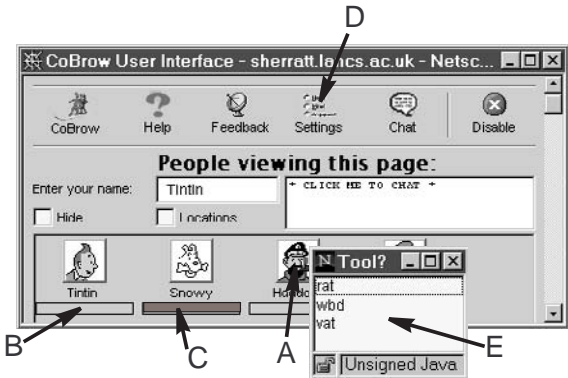 D
CoBrow User Interface - sherratt.lancs.ac.uk - Netsc...
CoBrow Help Feedback Settings Chat Disable
People viewing this page:
Enter your name: Tintin
+ CLICK ME TO CHAT +
Hide Locations
N Tool?
rat
wbd
vat
Unsigned Java
Tintin Snowy
B C A E